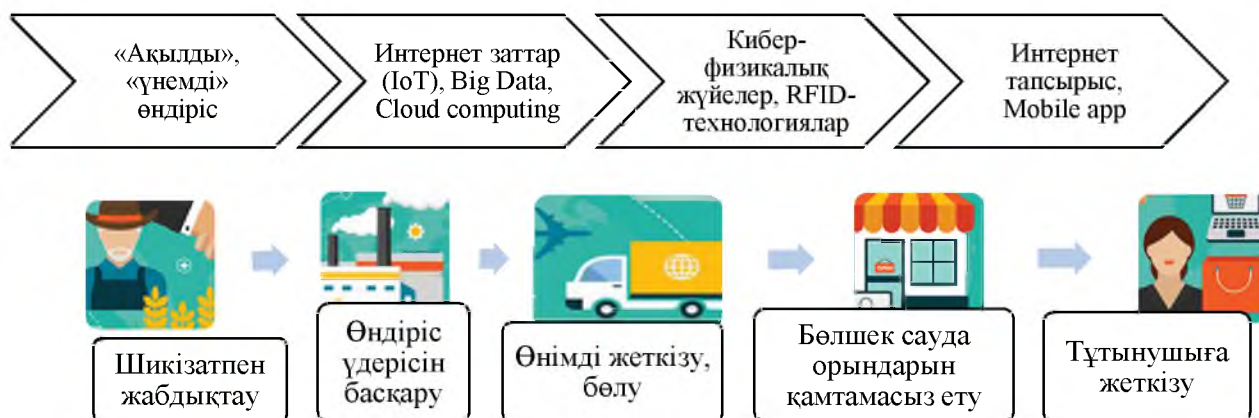 «Ақылды»,
«үнемді»
өндіріс
Интернет заттар
(IoT), Big Data,
Cloud computing
Кибер-
физикалық
жүйелер, RFID-
технологиялар
Интернет
тапсырыс,
Mobile app
Шикізатпен
жабдықтау
Өндіріс
үдерісін
басқару
Өнімді жеткізу,
бөлу
Бөлшек сауда
орындарын
қамтамасыз ету
Тұтынушыға
жеткізу